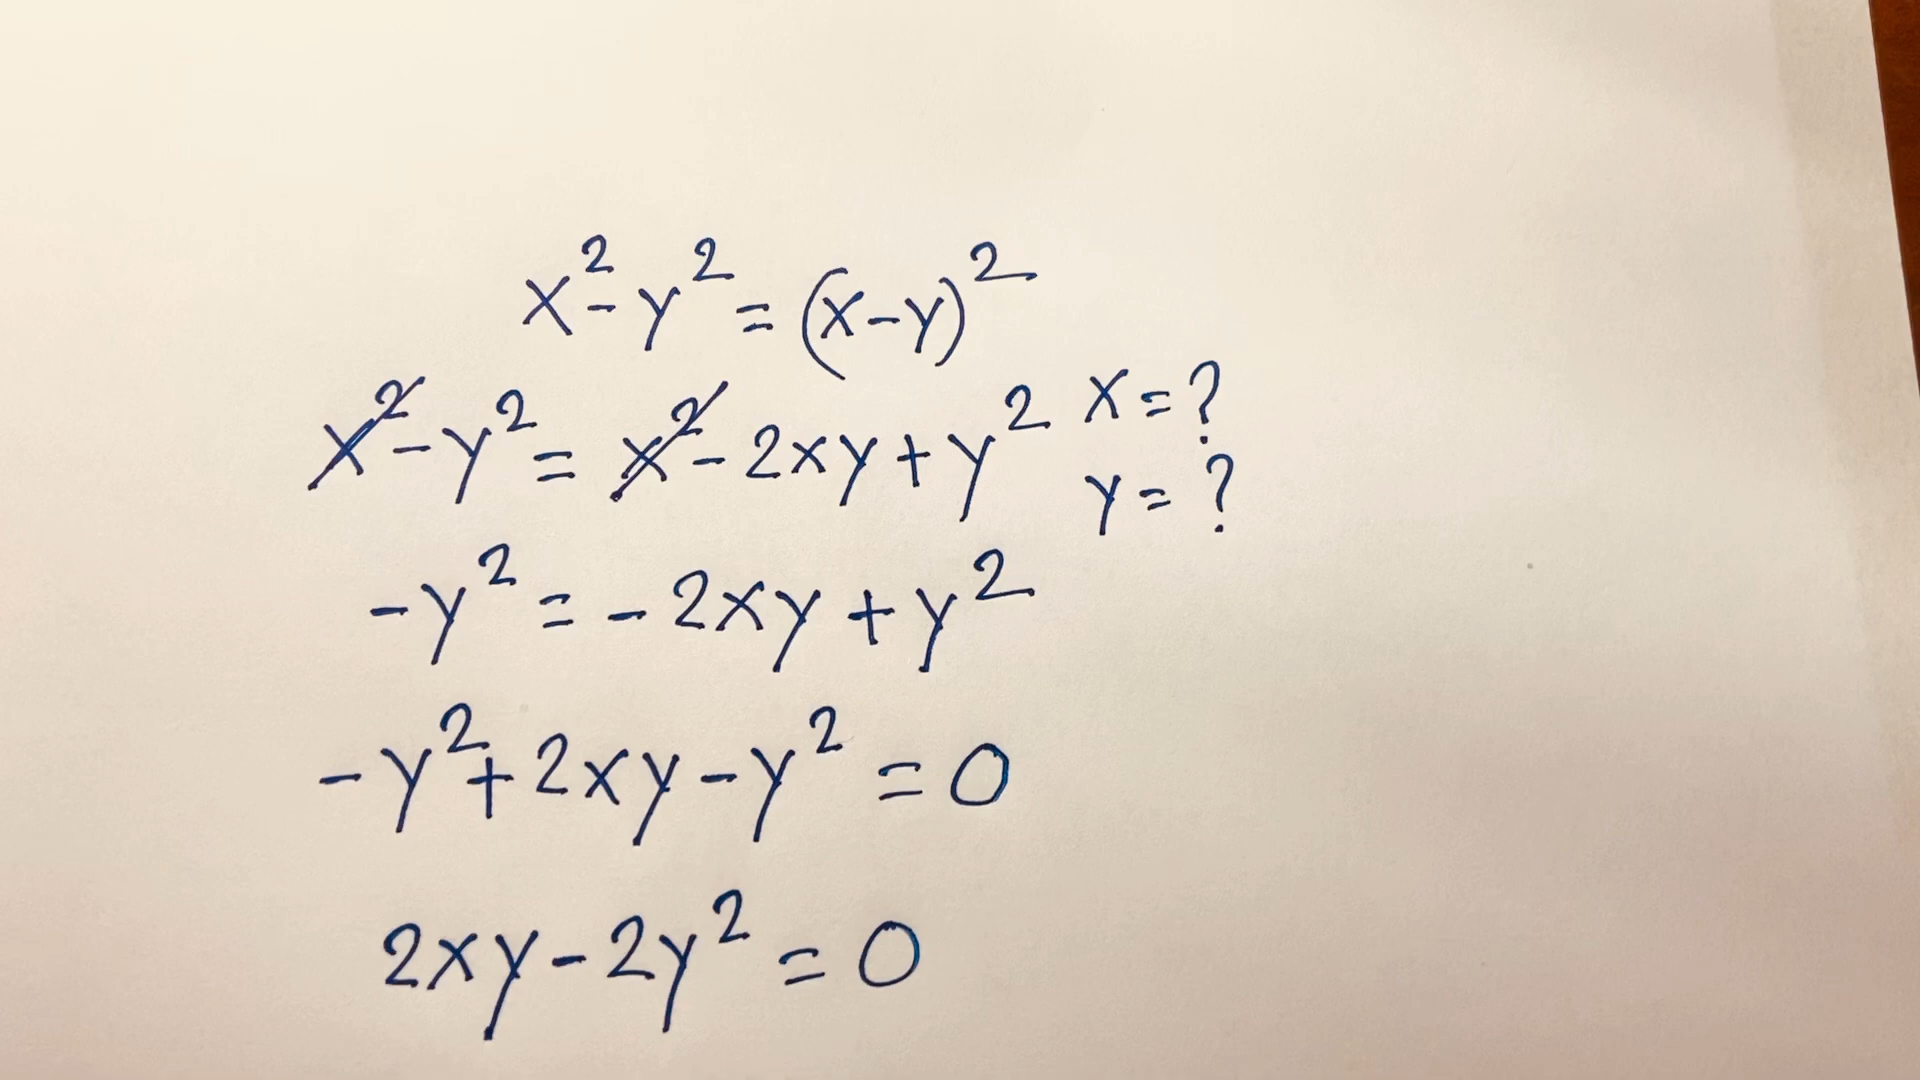 x² - y² = (x-y)²
x² - y² = x² - 2xy + y²
x = ?
y = ?
-y² = -2xy + y²
-y² + 2xy - y² = 0
2xy - 2y² = 0